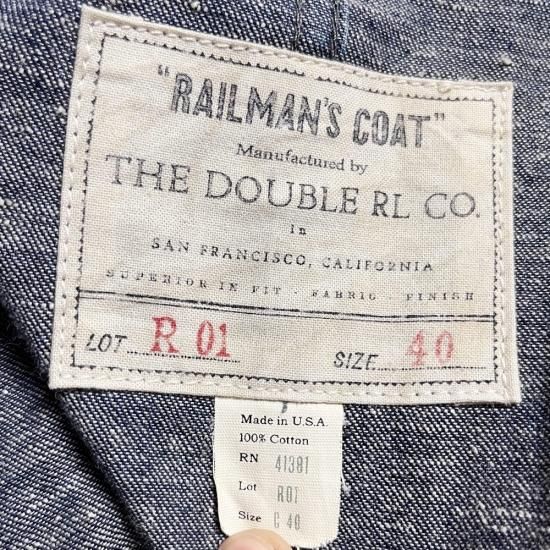 "RAILMAN'S COAT"
Manufactured by
THE DOUBLE RL CO.
In
SAN FRANCISCO, CALIFORNIA
SUPERIOR IN FIT - FABRIC - FINISH
LOT R 01 SIZE 40
Made in U.S.A.
100% Cotton
RN 41381
Lot R01
Size C 40